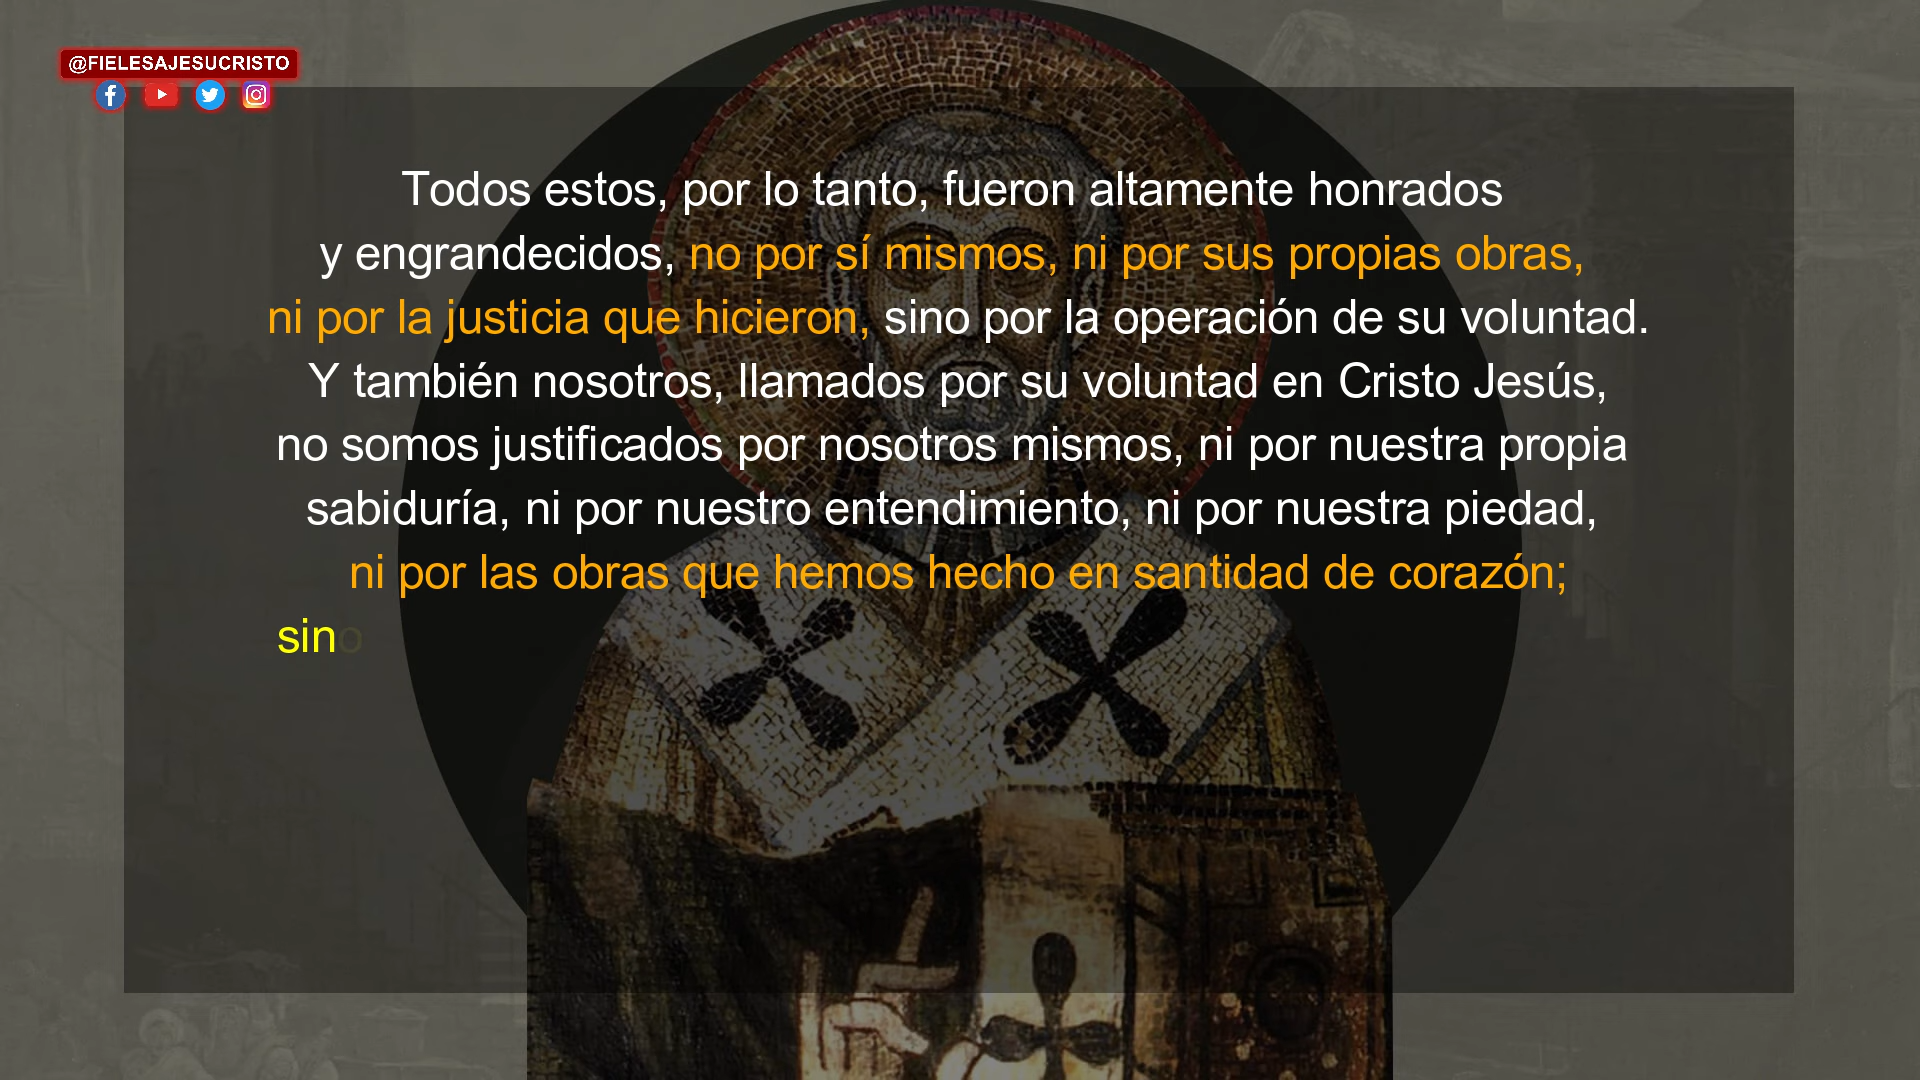 @FIELESAJESUCRISTO
Todos estos, por lo tanto, fueron altamente honrados
y engrandecidos, no por sí mismos, ni por sus propias obras,
ni por la justicia que hicieron, sino por la operación de su voluntad.
Y también nosotros, llamados por su voluntad en Cristo Jesús,
no somos justificados por nosotros mismos, ni por nuestra propia
sabiduría, ni por nuestro entendimiento, ni por nuestra piedad,
ni por las obras que hemos hecho en santidad de corazón;
sino